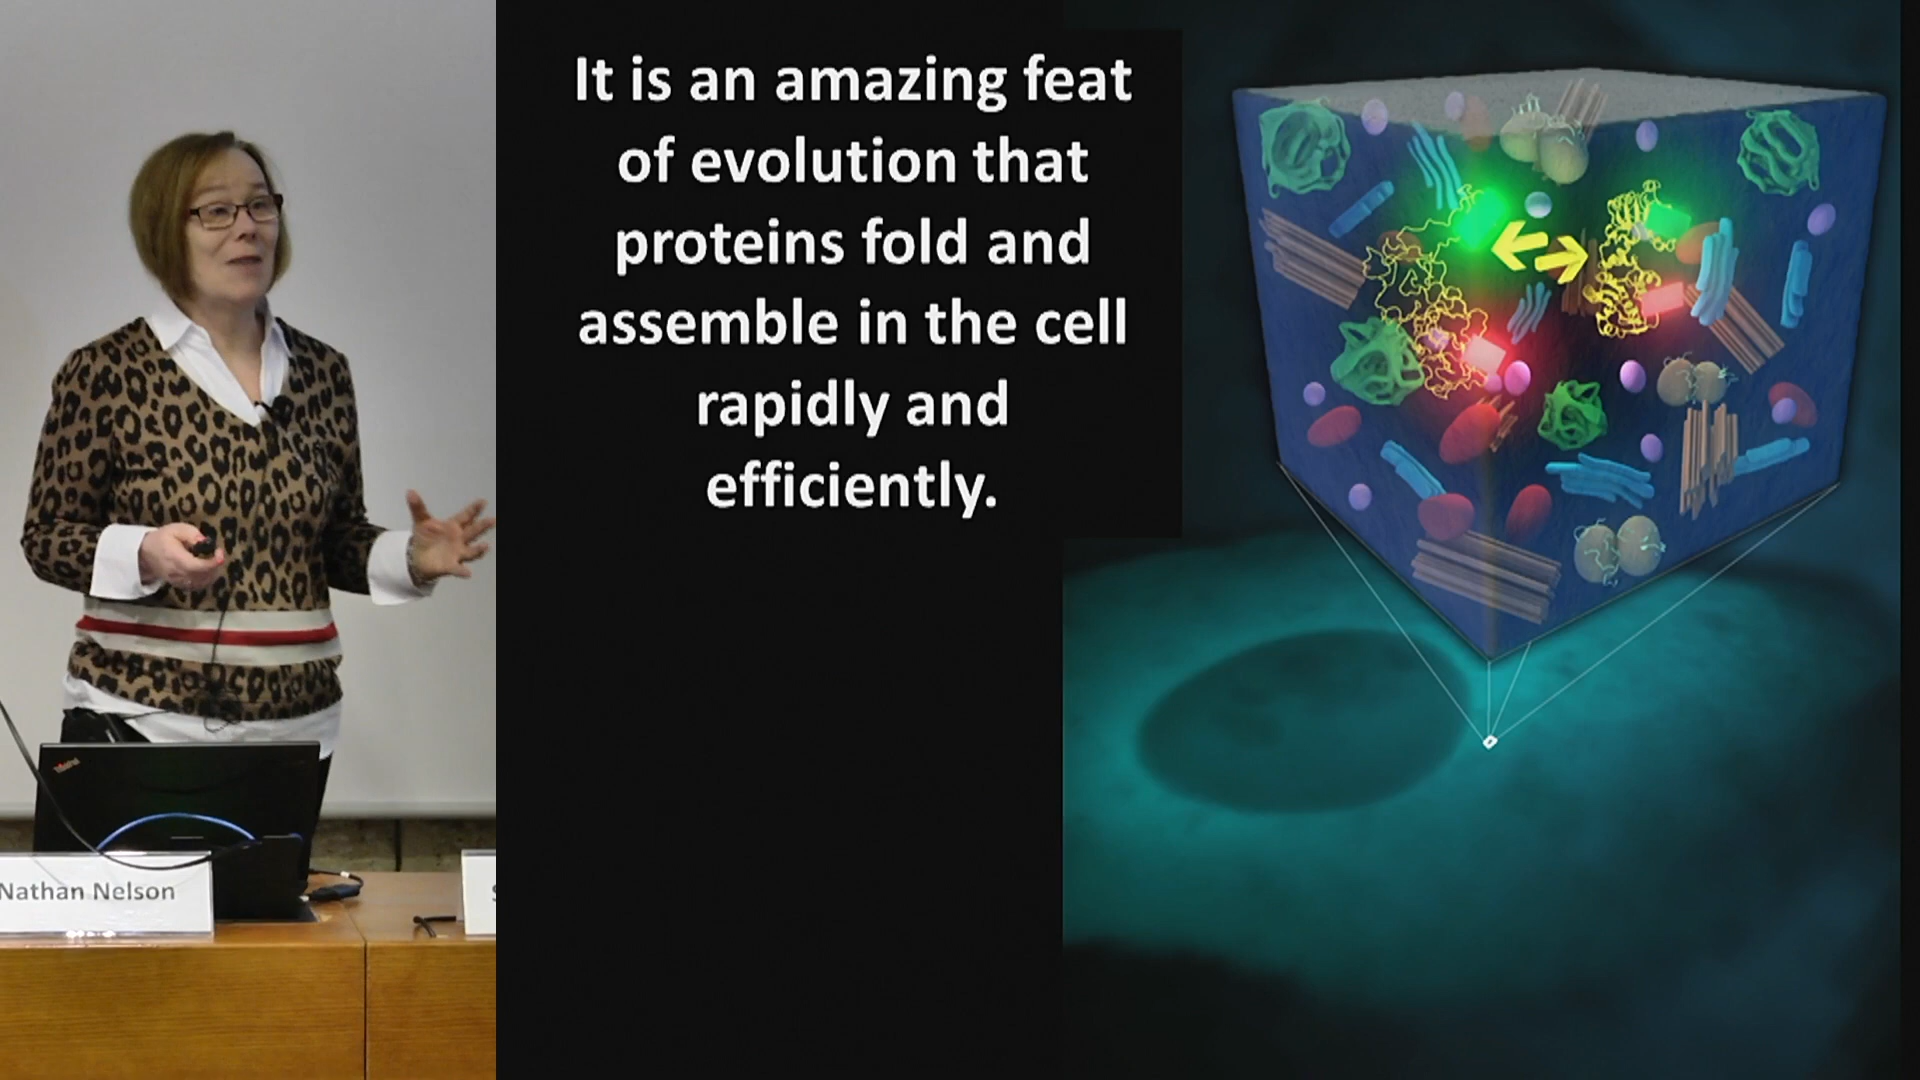 It is an amazing feat
of evolution that
proteins fold and
assemble in the cell
rapidly and
efficiently.
ThinkPad
Nathan Nelson